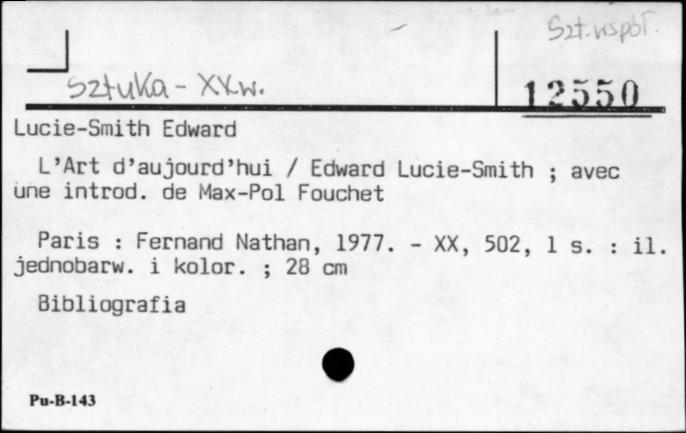 Szt. współ.
Sztuka - XX w.
12550
Lucie-Smith Edward
L'Art d'aujourd'hui / Edward Lucie-Smith ; avec
une introd. de Max-Pol Fouchet
Paris : Fernand Nathan, 1977. - XX, 502, 1 s. : il.
jednobarw. i kolor. ; 28 cm
Bibliografia
Pu-B-143